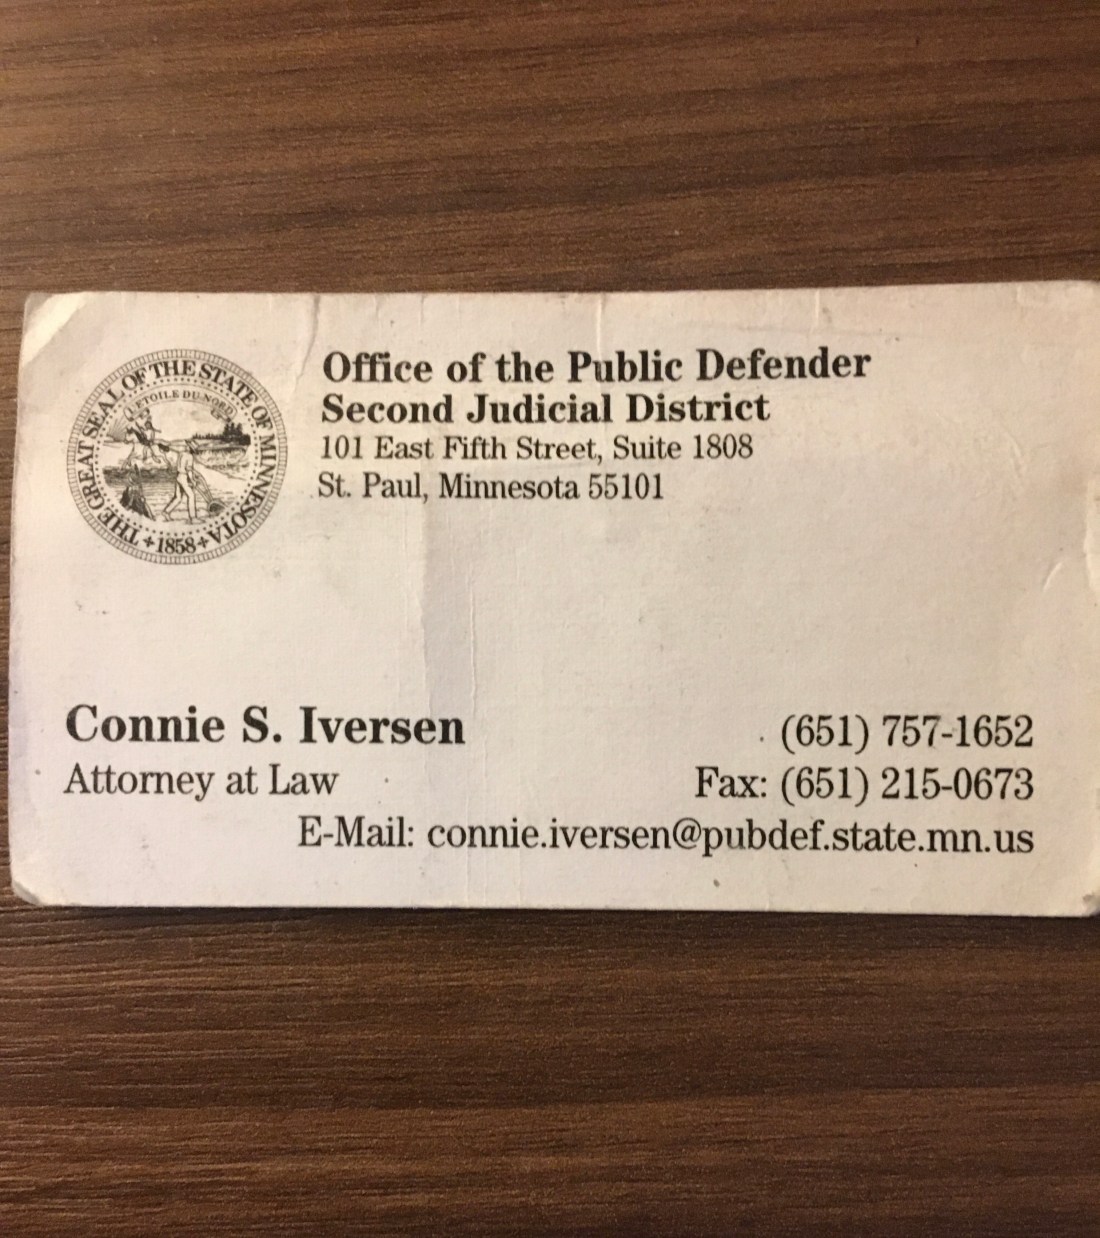 THE GREAT SEAL OF THE STATE OF MINNESOTA
L'ETOILE DU NORD
+ 1858 +
Office of the Public Defender
Second Judicial District
101 East Fifth Street, Suite 1808
St. Paul, Minnesota 55101
Connie S. Iversen
Attorney at Law
(651) 757-1652
Fax: (651) 215-0673
E-Mail: connie.iversen@pubdef.state.mn.us